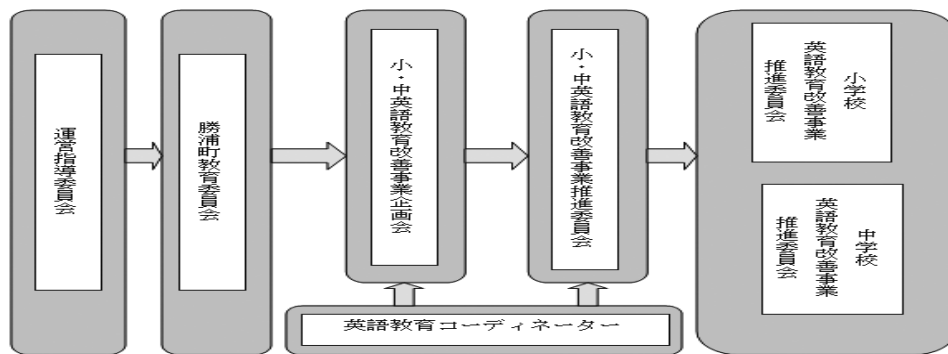 運営指導委員会
勝浦町教育委員会
小・中英語教育改善事業企画会
小・中英語教育改善事業推進委員会
小学校
英語教育改善事業
推進委員会
中学校
英語教育改善事業
推進委員会
英語教育コーディネーター